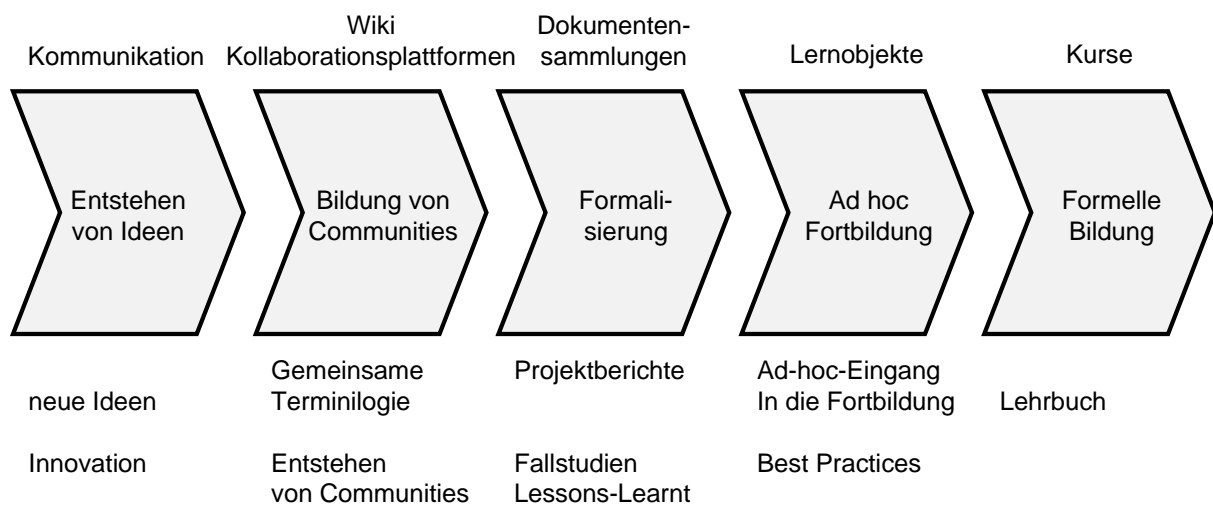 Kommunikation
Wiki
Kollaborationsplattformen
Dokumenten-
sammlungen
Lernobjekte
Kurse
Entstehen
von Ideen
Bildung von
Communities
Formali-
sierung
Ad hoc
Fortbildung
Formelle
Bildung
neue Ideen
Innovation
Gemeinsame
Terminilogie
Entstehen
von Communities
Projektberichte
Fallstudien
Lessons-Learnt
Ad-hoc-Eingang
In die Fortbildung
Best Practices
Lehrbuch